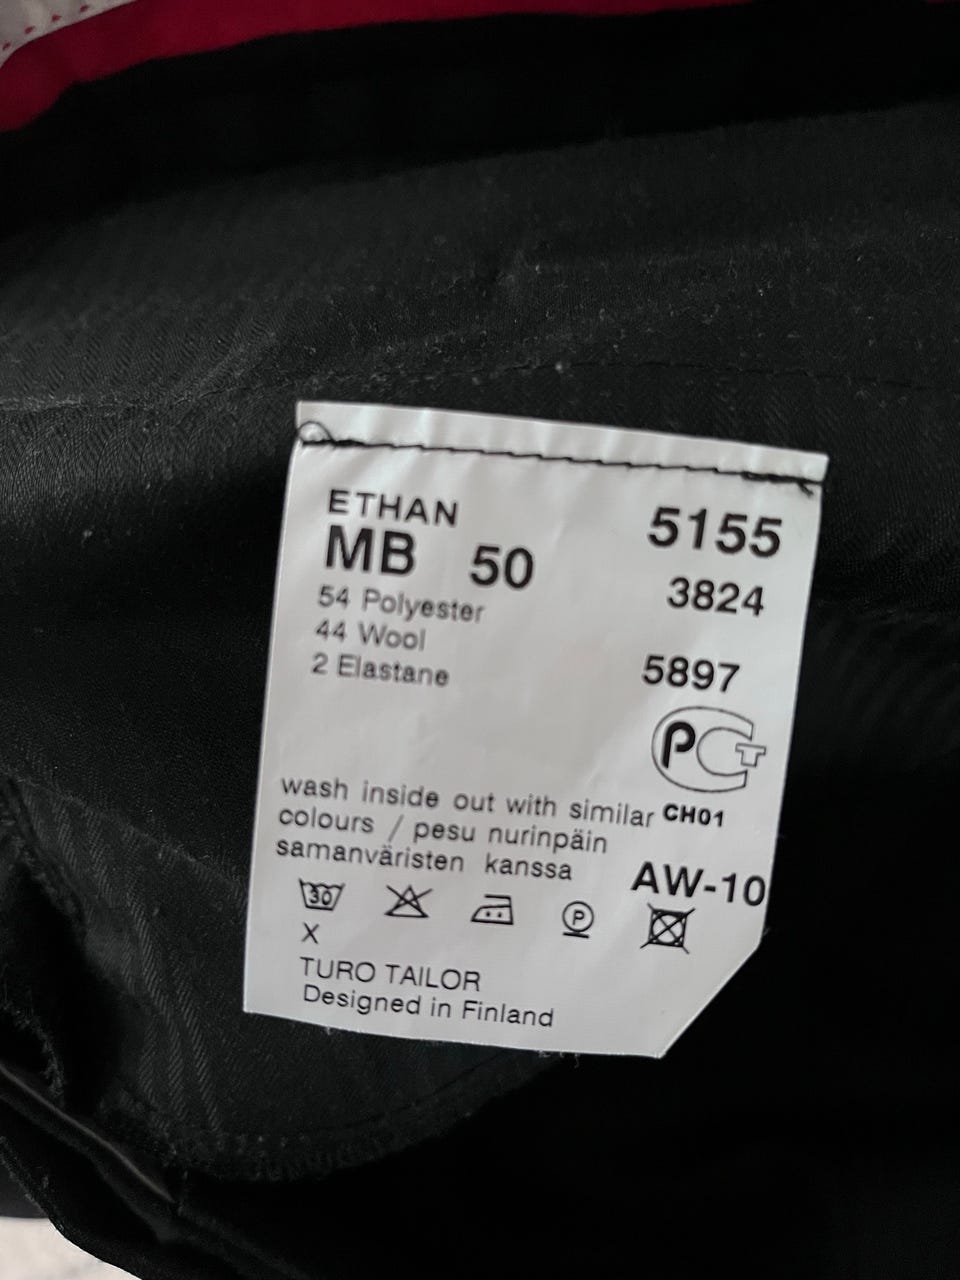 ETHAN 5155
MB 50
3824
54 Polyester
44 Wool
2 Elastane 5897
PCT
wash inside out with similar CH01
colours / pesu nurinpäin
samanväristen kanssa AW-10
30 P
X
TURO TAILOR
Designed in Finland